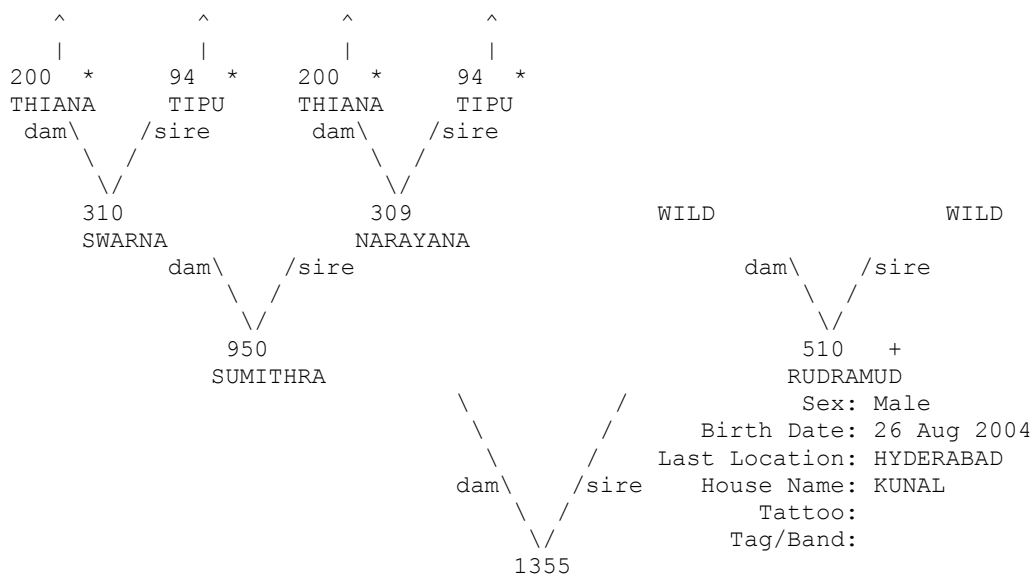 ^ ^ ^ ^
| | | |
200 * 94 * 200 * 94 *
THIANA TIPU THIANA TIPU
dam\ /sire dam\ /sire
\ / \ /
\/ \/
310 309 WILD WILD
SWARNA NARAYANA
dam\ /sire dam\ /sire
\ / \ /
\/ \/
950 510 +
SUMITHRA RUDRAMUD
\ / Sex: Male
\ / Birth Date: 26 Aug 2004
\ / Last Location: HYDERABAD
dam\ /sire House Name: KUNAL
\ / Tattoo:
\/ Tag/Band:
1355